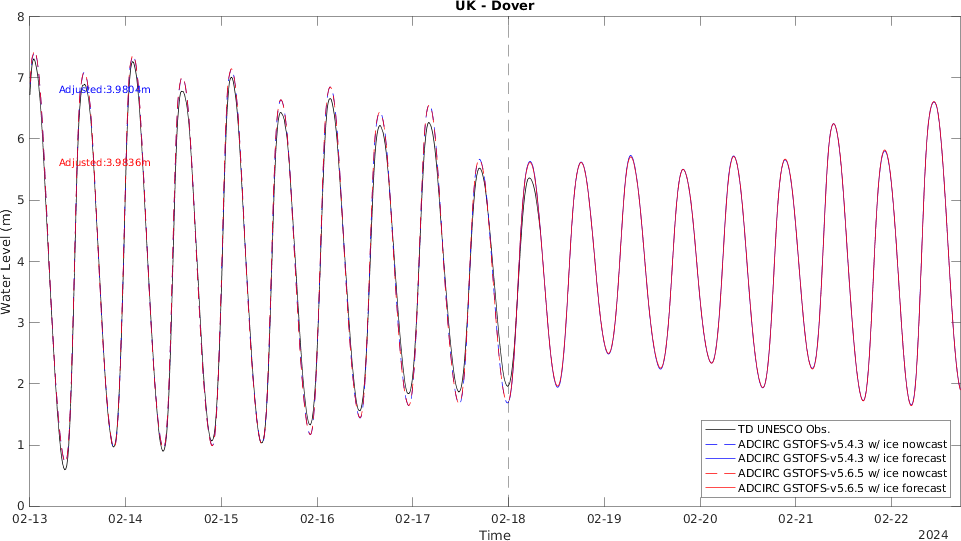 UK - Dover
8
7
6
5
4
3
2
1
0
Water Level (m)
Adjusted:3.9804m
Adjusted:3.9836m
TD UNESCO Obs.
ADCIRC GSTOFS-v5.4.3 w/ ice nowcast
ADCIRC GSTOFS-v5.4.3 w/ ice forecast
ADCIRC GSTOFS-v5.6.5 w/ ice nowcast
ADCIRC GSTOFS-v5.6.5 w/ ice forecast
02-13 02-14 02-15 02-16 02-17 02-18 02-19 02-20 02-21 02-22
Time
2024